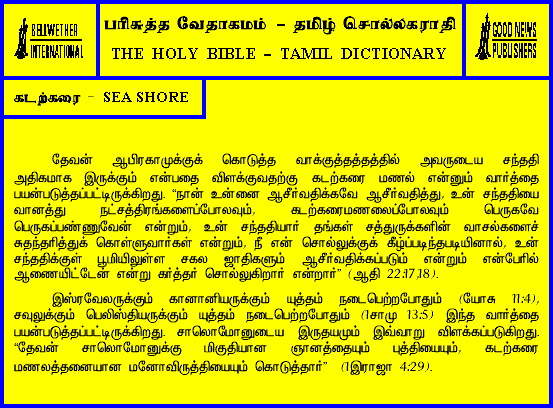 BELLWETHER
INTERNATIONAL
பரிசுத்த வேதாகமம் - தமிழ் சொல்லகராதி
THE HOLY BIBLE - TAMIL DICTIONARY
GOOD NEWS
PUBLISHERS
கடற்கரை - SEA SHORE
தேவன் ஆபிரகாமுக்குக் கொடுத்த வாக்குத்தத்தத்தில் அவருடைய சந்ததி
அதிகமாக இருக்கும் என்பதை விளக்குவதற்கு கடற்கரை மணல் என்னும் வார்த்தை
பயன்படுத்தப்பட்டிருக்கிறது. “நான் உன்னை ஆசீர்வதிக்கவே ஆசீர்வதித்து, உன் சந்ததியை
வானத்து நட்சத்திரங்களைப்போலவும், கடற்கரைமணலைப்போலவும் பெருகவே
பெருகப்பண்ணுவேன் என்றும், உன் சந்ததியார் தங்கள் சத்துருக்களின் வாசல்களைச்
சுதந்தரித்துக் கொள்ளுவார்கள் என்றும், நீ என் சொல்லுக்குக் கீழ்ப்படிந்தபடியினால், உன்
சந்ததிக்குள் பூமியிலுள்ள சகல ஜாதிகளும் ஆசீர்வதிக்கப்படும் என்றும் என்பேரில்
ஆணையிட்டேன் என்று கர்த்தர் சொல்லுகிறார் என்றார்” (ஆதி 22:17,18).
இஸ்ரவேலருக்கும் கானானியருக்கும் யுத்தம் நடைபெற்றபோதும் (யோசு 11:4),
சவுலுக்கும் பெலிஸ்தியருக்கும் யுத்தம் நடைபெற்றபோதும் (1சாமு 13:5) இந்த வார்த்தை
பயன்படுத்தப்பட்டிருக்கிறது. சாலொமோனுடைய இருதயமும் இவ்வாறு விளக்கப்படுகிறது.
“தேவன் சாலொமோனுக்கு மிகுதியான ஞானத்தையும் புத்தியையும், கடற்கரை
மணலத்தனையான மனோவிருத்தியையும் கொடுத்தார்” (1இராஜா 4:29).